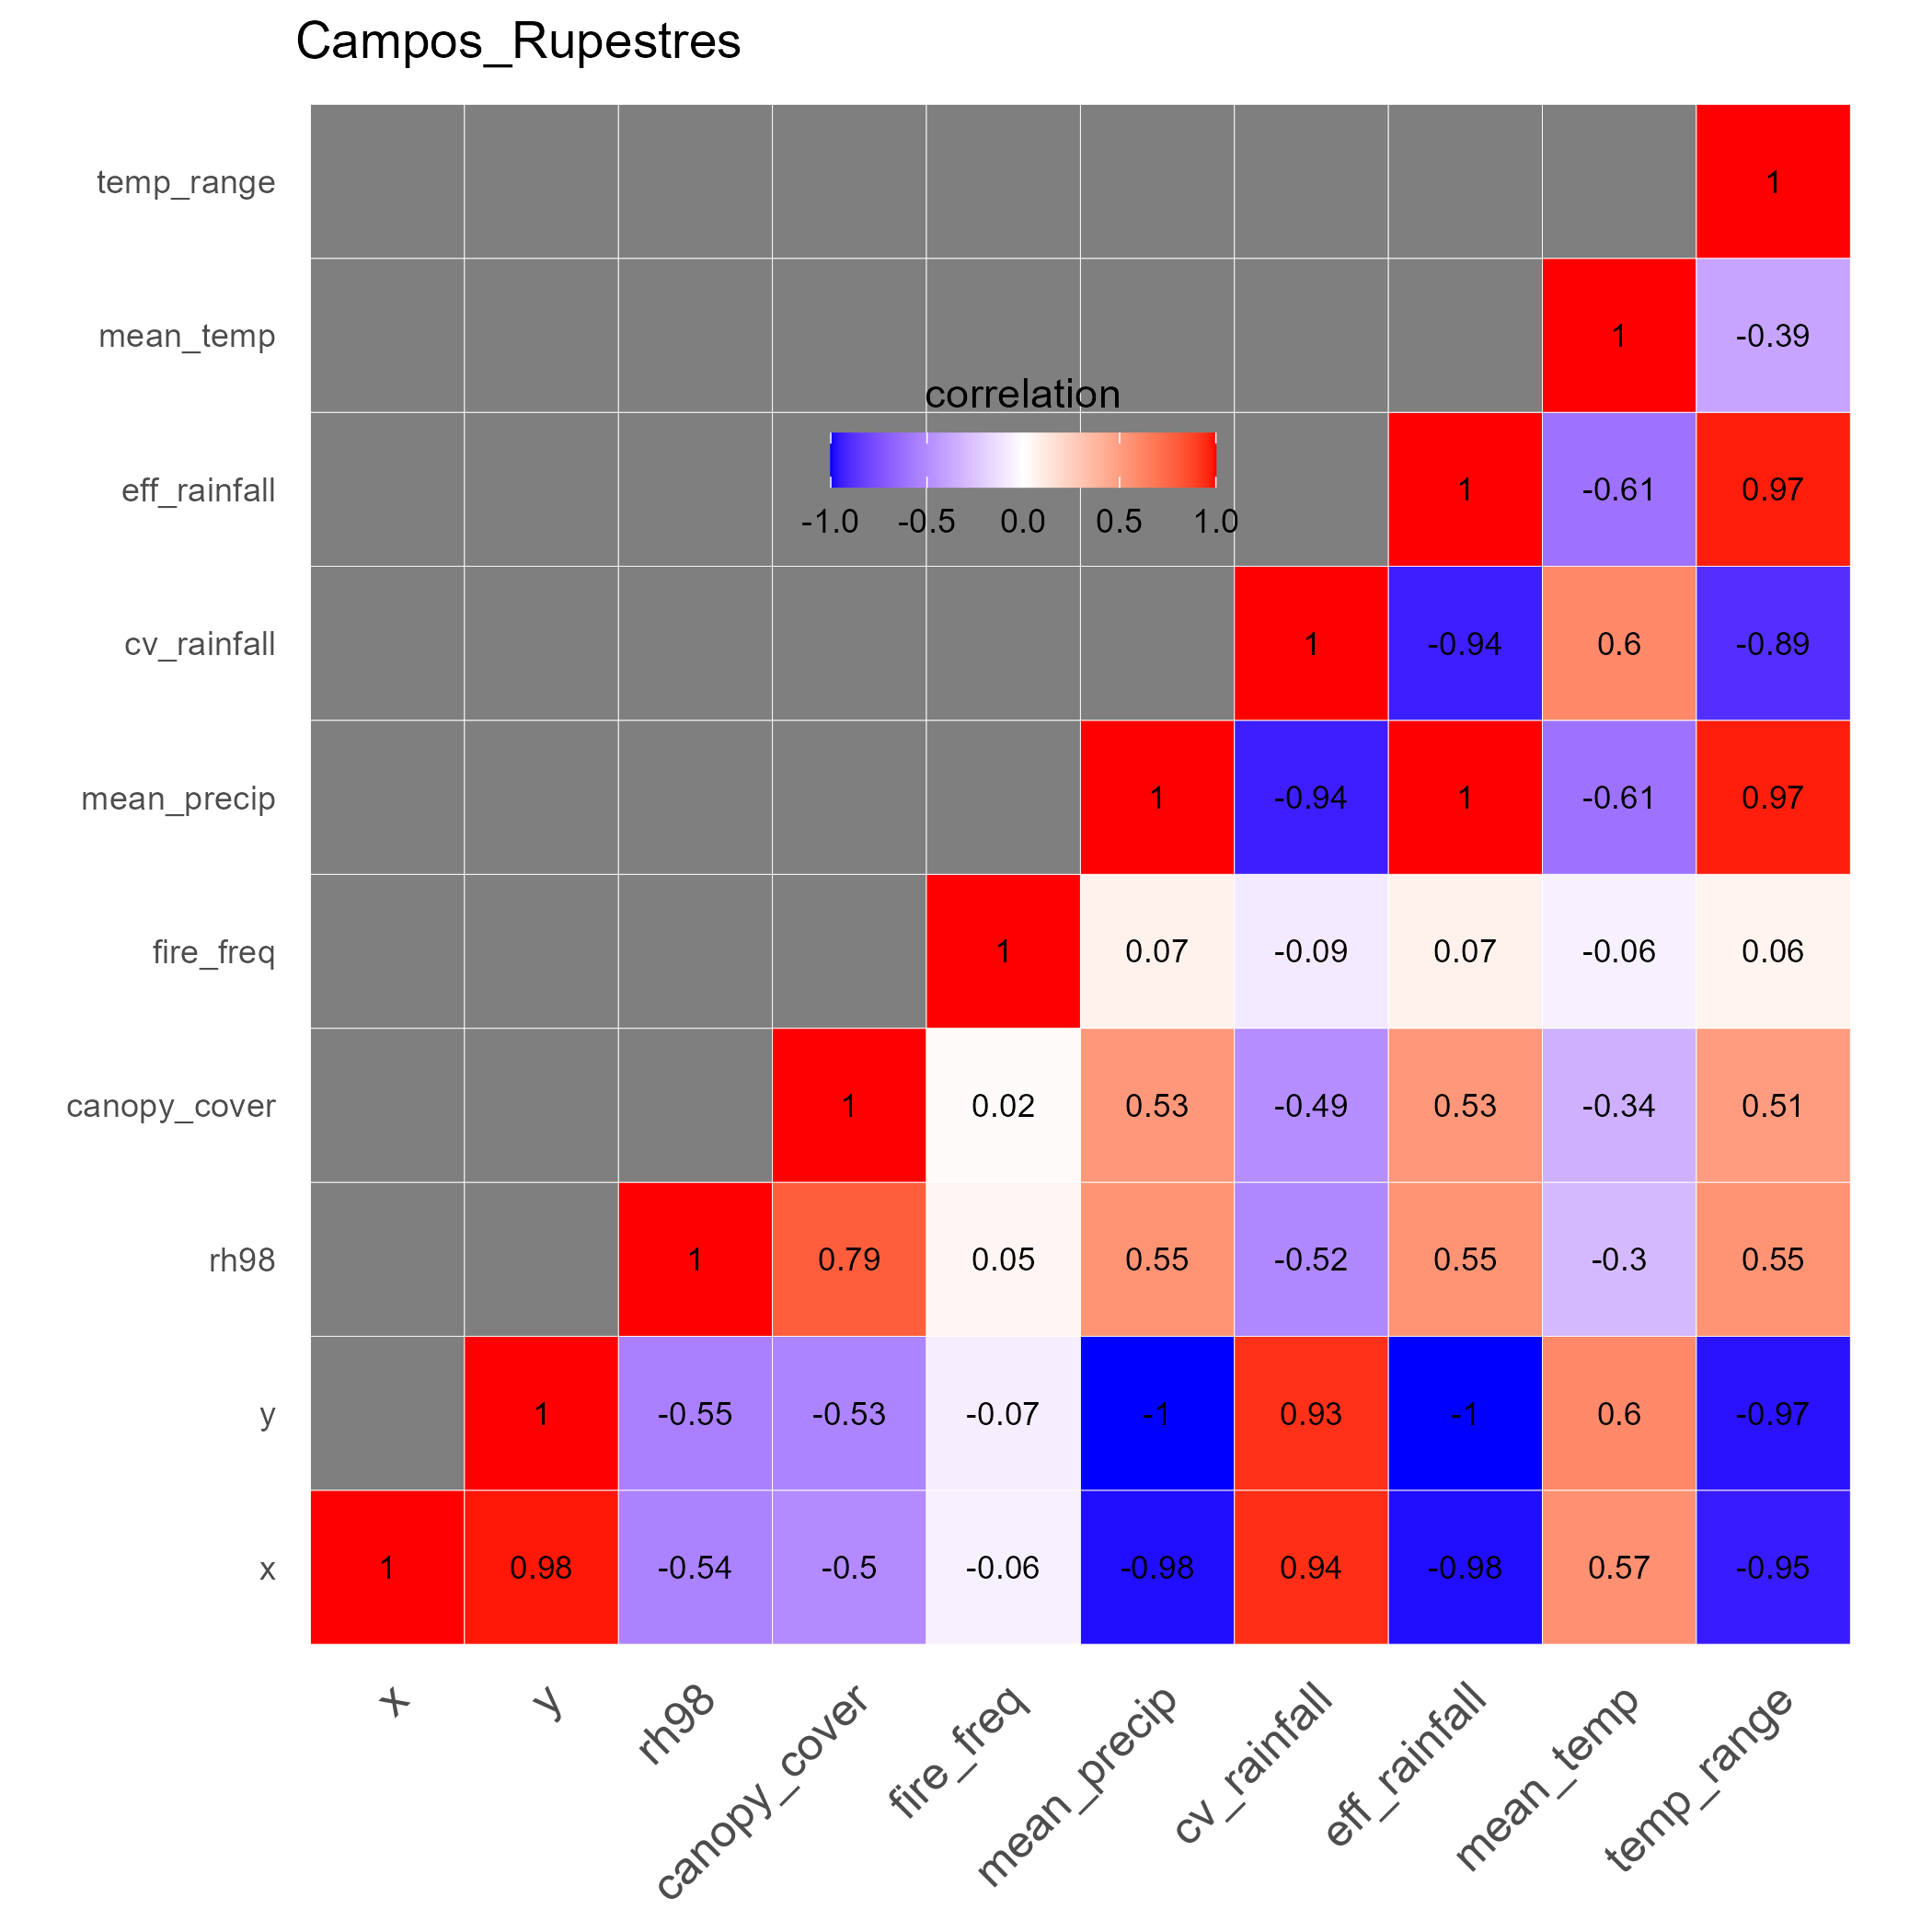 Campos_Rupestres
temp_range 1
mean_temp 1 -0.39
correlation
eff_rainfall 1 -0.61 0.97
-1.0 -0.5 0.0 0.5 1.0
cv_rainfall 1 -0.94 0.6 -0.89
mean_precip 1 -0.94 1 -0.61 0.97
fire_freq 1 0.07 -0.09 0.07 -0.06 0.06
canopy_cover 1 0.02 0.53 -0.49 0.53 -0.34 0.51
rh98 1 0.79 0.05 0.55 -0.52 0.55 -0.3 0.55
y 1 -0.55 -0.53 -0.07 -1 0.93 -1 0.6 -0.97
x 1 0.98 -0.54 -0.5 -0.06 -0.98 0.94 -0.98 0.57 -0.95
x y rh98 canopy_cover fire_freq mean_precip cv_rainfall eff_rainfall mean_temp temp_range